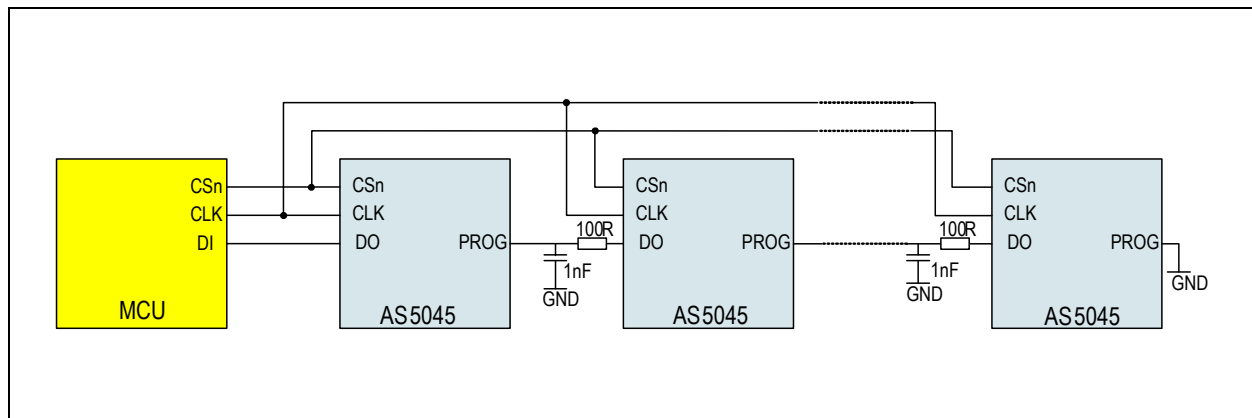 CSn
CLK
DI
MCU
CSn
CLK
DO
PROG
AS5045
100R
1nF
GND
CSn
CLK
DO
PROG
AS5045
100R
1nF
GND
CSn
CLK
DO
PROG
AS5045
GND